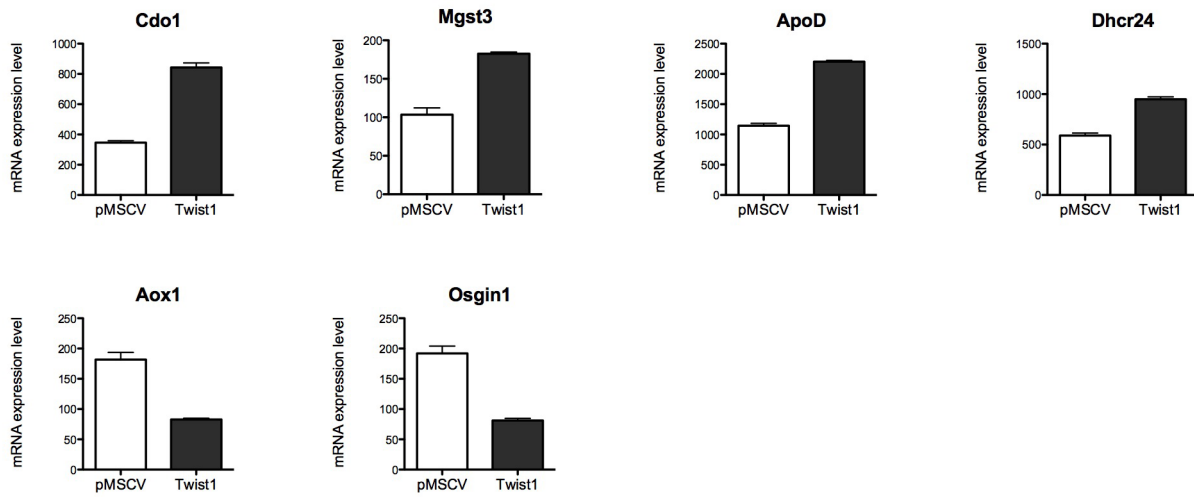 Cdo1
mRNA expression level
1000
800
600
400
200
0
pMSCV Twist1
Mgst3
mRNA expression level
200
150
100
50
0
pMSCV Twist1
ApoD
mRNA expression level
2500
2000
1500
1000
500
0
pMSCV Twist1
Dhcr24
mRNA expression level
1500
1000
500
0
pMSCV Twist1
Aox1
mRNA expression level
250
200
150
100
50
0
pMSCV Twist1
Osgin1
mRNA expression level
250
200
150
100
50
0
pMSCV Twist1